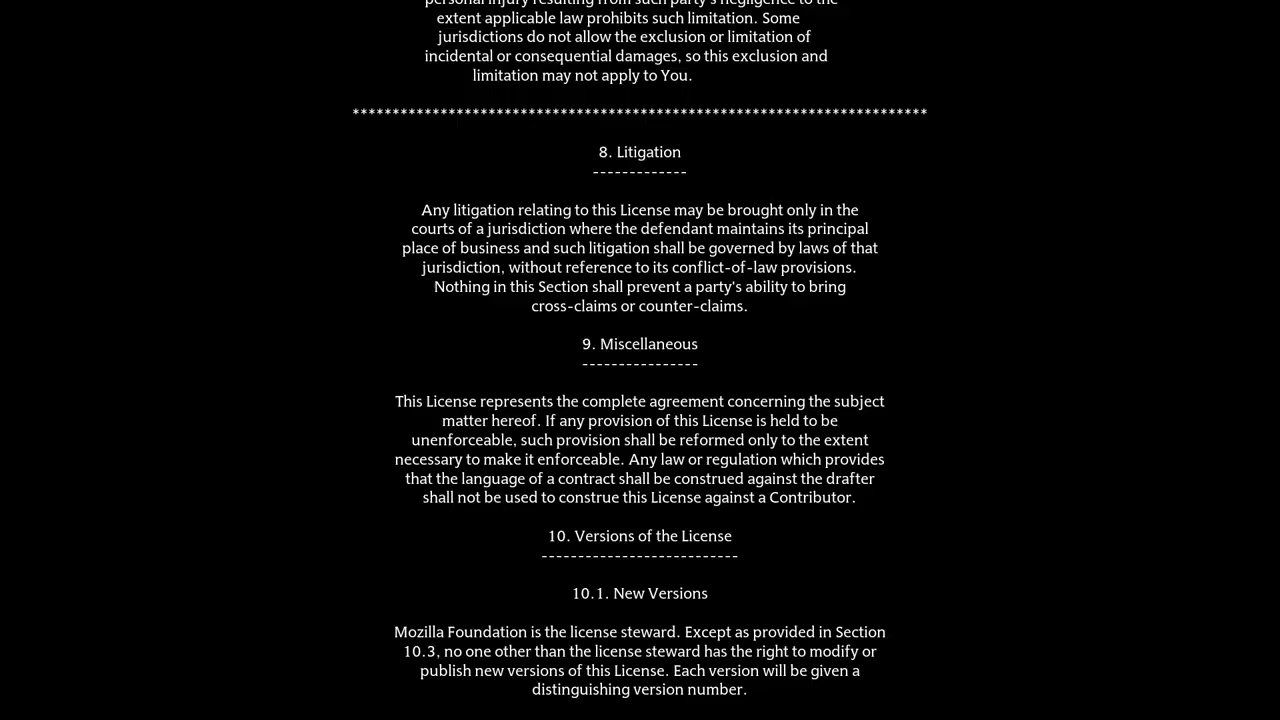 personal injury resulting from such party's negligence to the
extent applicable law prohibits such limitation. Some
jurisdictions do not allow the exclusion or limitation of
incidental or consequential damages, so this exclusion and
limitation may not apply to You.
************************************************************************
8. Litigation
-------------
Any litigation relating to this License may be brought only in the
courts of a jurisdiction where the defendant maintains its principal
place of business and such litigation shall be governed by laws of that
jurisdiction, without reference to its conflict-of-law provisions.
Nothing in this Section shall prevent a party's ability to bring
cross-claims or counter-claims.
9. Miscellaneous
----------------
This License represents the complete agreement concerning the subject
matter hereof. If any provision of this License is held to be
unenforceable, such provision shall be reformed only to the extent
necessary to make it enforceable. Any law or regulation which provides
that the language of a contract shall be construed against the drafter
shall not be used to construe this License against a Contributor.
10. Versions of the License
---------------------------
10.1. New Versions
Mozilla Foundation is the license steward. Except as provided in Section
10.3, no one other than the license steward has the right to modify or
publish new versions of this License. Each version will be given a
distinguishing version number.